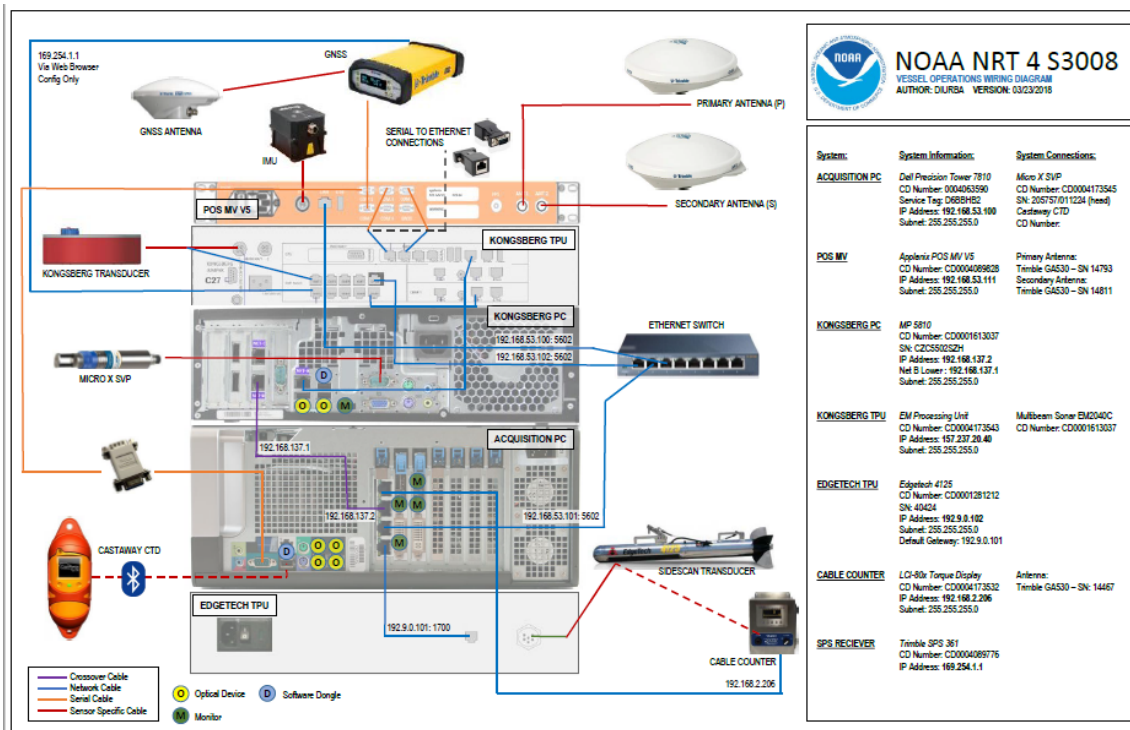 NOAA NRT 4 S3008
VESSEL OPERATIONS WIRING DIAGRAM
AUTHOR: DIURBA VERSION: 03/23/2018
NOAA
169.254.1.1
Via Web Browser
Config Only
GNSS
GNSS ANTENNA
IMU
SERIAL TO ETHERNET
CONNECTIONS
PRIMARY ANTENNA (P)
SECONDARY ANTENNA (S)
POS MV V5
KONGSBERG TPU
KONGSBERG TRANSDUCER
C27
KONGSBERG PC
ETHERNET SWITCH
192.168.53.100: 5602
192.168.53.102: 5602
MICRO X SVP
D
O
O
M
ACQUISITION PC
192.168.137.1
192.168.137.2
192.168.53.101: 5602
M
M
M
M
D
O
O
O
O
CASTAWAY CTD
EdgeTech
SIDESCAN TRANSDUCER
EDGETECH TPU
192.9.0.101: 1700
CABLE COUNTER
192.168.2.206
Crossover Cable
Network Cable
Serial Cable
Sensor Specific Cable
O Optical Device
D Software Dongle
M Monitor
System: System Information: System Connections:
ACQUISITION PC Dell Precision Tower 7810 Micro X SVP
CD Number: 0004063590 CD Number: CD0004173545
Service Tag: D6BBHB2 SN: 205757/011224 (head)
IP Address: 192.168.53.100 Castaway CTD
Subnet: 255.255.255.0 CD Number:
POS MV Applanix POS MV V5 Primary Antenna:
CD Number: CD0004089828 Trimble GA530 – SN 14793
IP Address: 192.168.53.111 Secondary Antenna:
Subnet: 255.255.255.0 Trimble GA530 – SN 14811
KONGSBERG PC MP 5810
CD Number: CD0001613037
SN: CZC5502SZH
IP Address: 192.168.137.2
Net B Lower : 192.168.137.1
Subnet: 255.255.255.0
KONGSBERG TPU EM Processing Unit Multibeam Sonar EM2040C
CD Number: CD0004173543 CD Number: CD0001613037
IP Address: 157.237.20.40
Subnet: 255.255.255.0
EDGETECH TPU Edgetech 4125
CD Number: CD0001281212
SN: 40424
IP Address: 192.9.0.102
Subnet: 255.255.255.0
Default Gateway: 192.9.0.101
CABLE COUNTER LCI-80x Torque Display Antenna:
CD Number: CD0004173532 Trimble GA530 – SN: 14467
IP Address: 192.168.2.206
Subnet: 255.255.255.0
SPS RECIEVER Trimble SPS 361
CD Number: CD0004089776
IP Address: 169.254.1.1